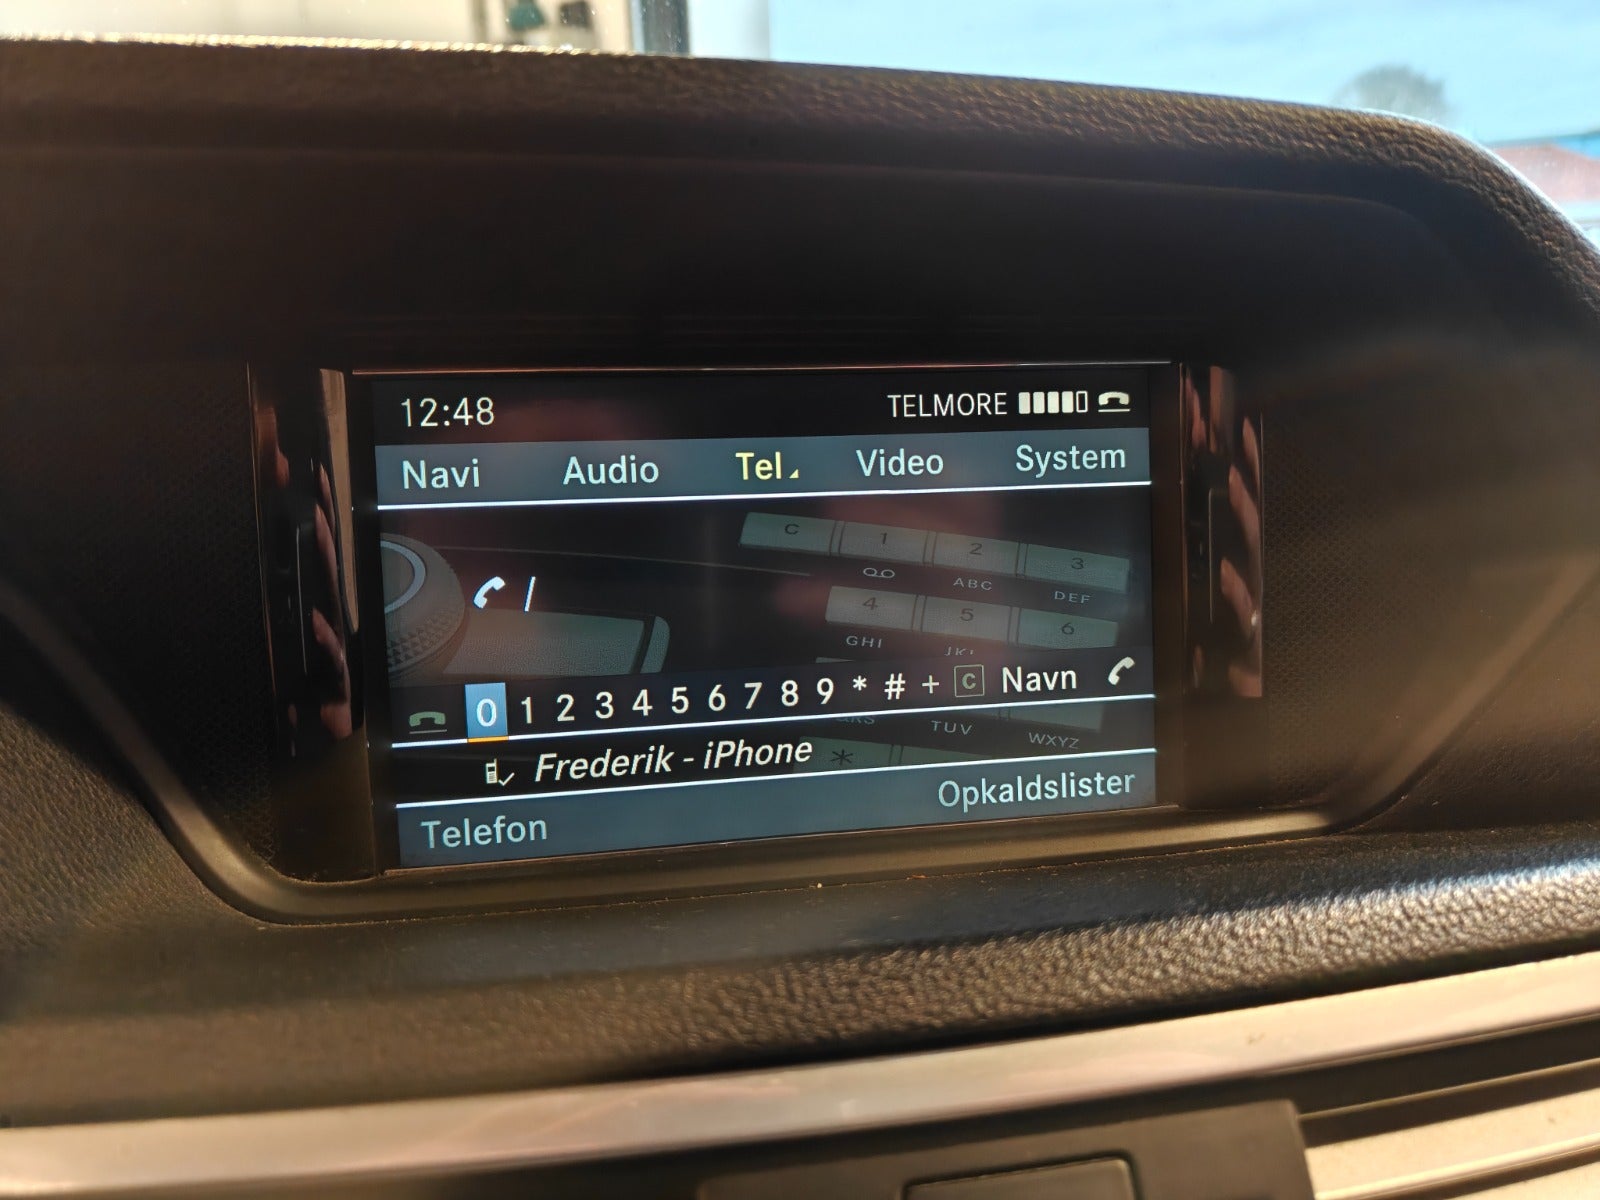 12:48 TELMORE
Navi Audio Tel Video System
C 1 2 3
ABC DEF
4 5 6
GHI
/
0 1 2 3 4 5 6 7 8 9 * # + C Navn
TUV WXYZ
*
Frederik - iPhone
Opkaldslister
Telefon